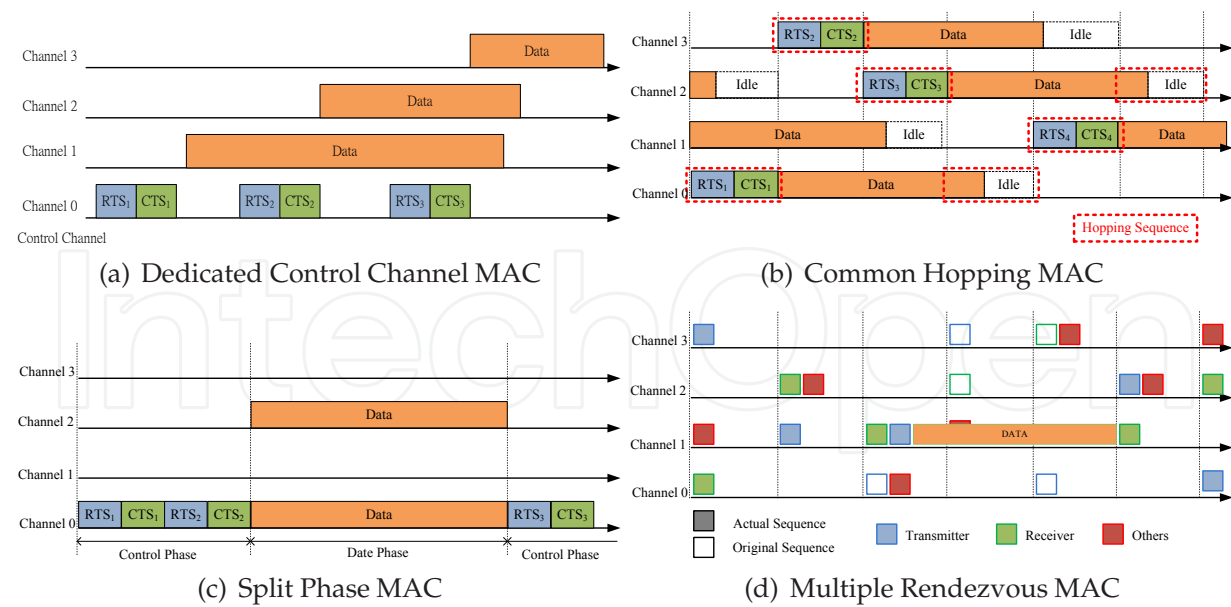 Channel 3
Data
Channel 2
Data
Channel 1
Data
RTS1 CTS1 RTS2 CTS2 RTS3 CTS3
Channel 0
Control Channel
(a) Dedicated Control Channel MAC
Channel 3
RTS2 CTS2 Data Idle
Channel 2
Idle RTS3 CTS3 Data Idle
Channel 1
Data Idle RTS4 CTS4 Data
Channel 0
RTS1 CTS1 Data Idle
Hopping Sequence
(b) Common Hopping MAC
IntechOpen
Channel 3
Channel 2
Data
Channel 1
Channel 0
RTS1 CTS1 RTS2 CTS2 Data RTS3 CTS3
Control Phase Date Phase Control Phase
(c) Split Phase MAC
Channel 3
Channel 2
Channel 1
DATA
Channel 0
Actual Sequence
Original Sequence
Transmitter Receiver Others
(d) Multiple Rendezvous MAC